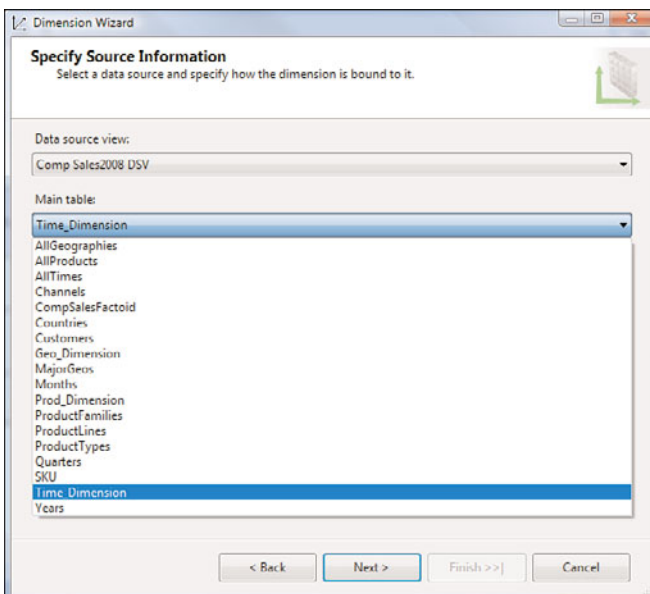 Dimension Wizard
Specify Source Information
Select a data source and specify how the dimension is bound to it.
Data source view:
Comp Sales2008 DSV
Main table:
Time_Dimension
AllGeographies
AllProducts
AllTimes
Channels
CompSalesFactoid
Countries
Customers
Geo_Dimension
MajorGeos
Months
Prod_Dimension
ProductFamilies
ProductLines
ProductTypes
Quarters
SKU
Time_Dimension
Years
< Back
Next >
Finish >>|
Cancel